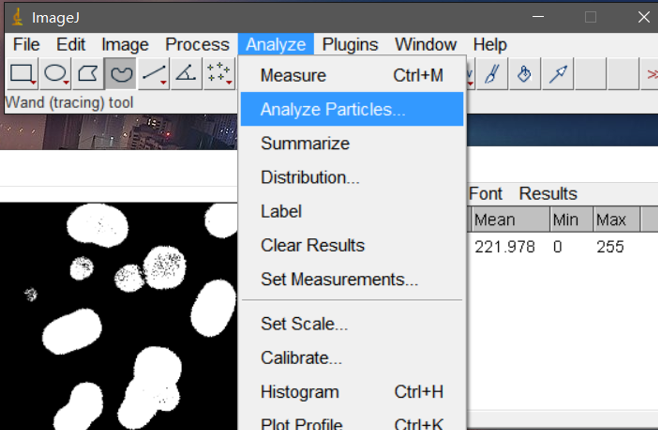 ImageJ
File Edit Image Process Analyze Plugins Window Help
Wand (tracing) tool
Measure Ctrl+M
Analyze Particles...
Summarize
Distribution...
Label
Clear Results
Set Measurements...
Set Scale...
Calibrate...
Histogram Ctrl+H
Plot Profile Ctrl+K
Font Results
Mean Min Max
221.978 0 255